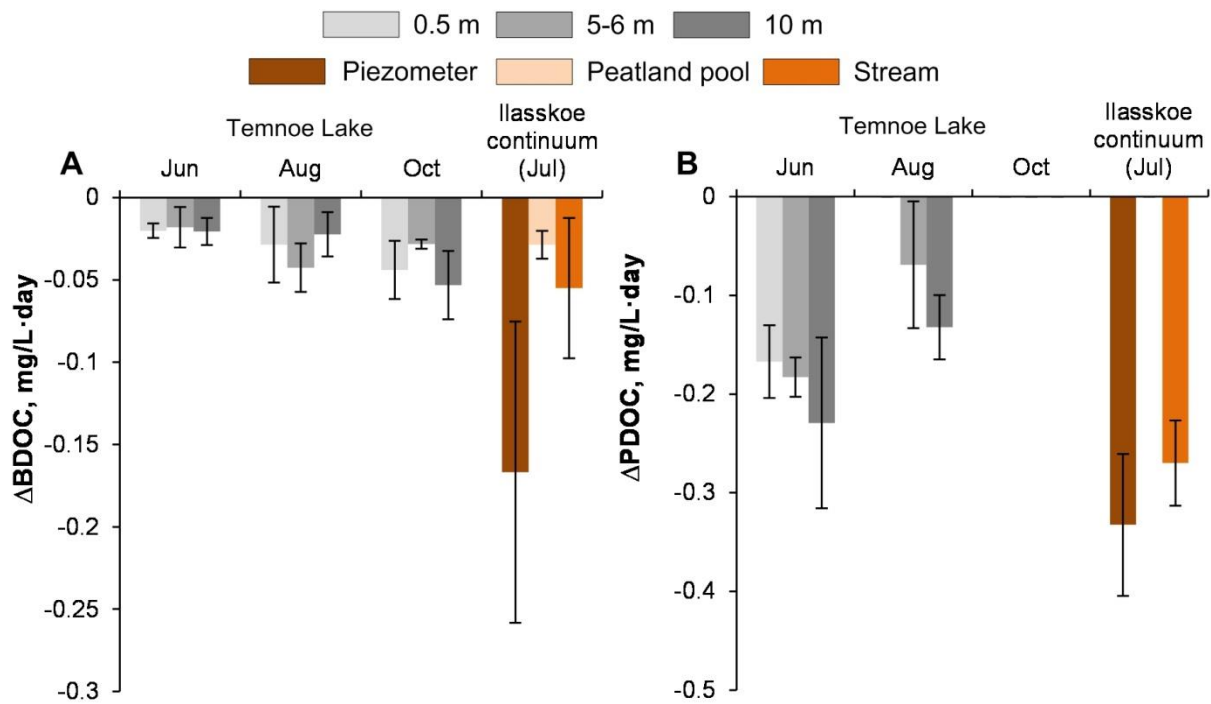 0.5 m 5-6 m 10 m
Piezometer Peatland pool Stream
A
Temnoe Lake
Jun Aug Oct
Ilasskoe
continuum
(Jul)
0
-0.05
-0.1
-0.15
-0.2
-0.25
-0.3
ΔBDOC, mg/L·day
B
Temnoe Lake
Jun Aug Oct
Ilasskoe
continuum
(Jul)
0
-0.1
-0.2
-0.3
-0.4
-0.5
ΔPDOC, mg/L·day